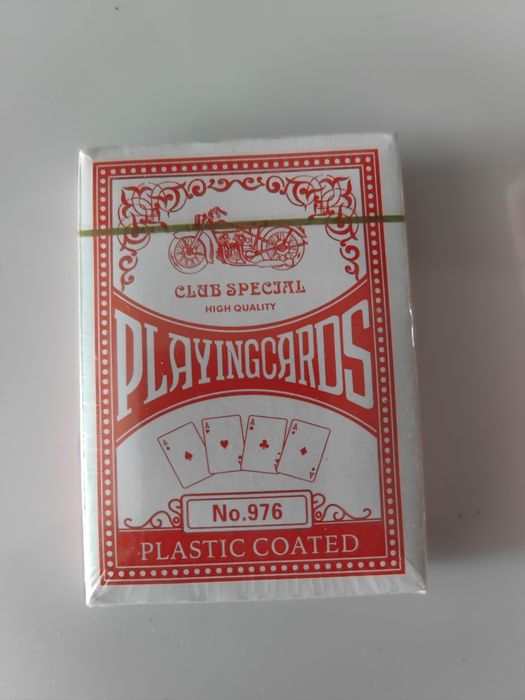 CLUB SPECIAL
HIGH QUALITY
PLAYINGCARDS
A A A A
No.976
PLASTIC COATED